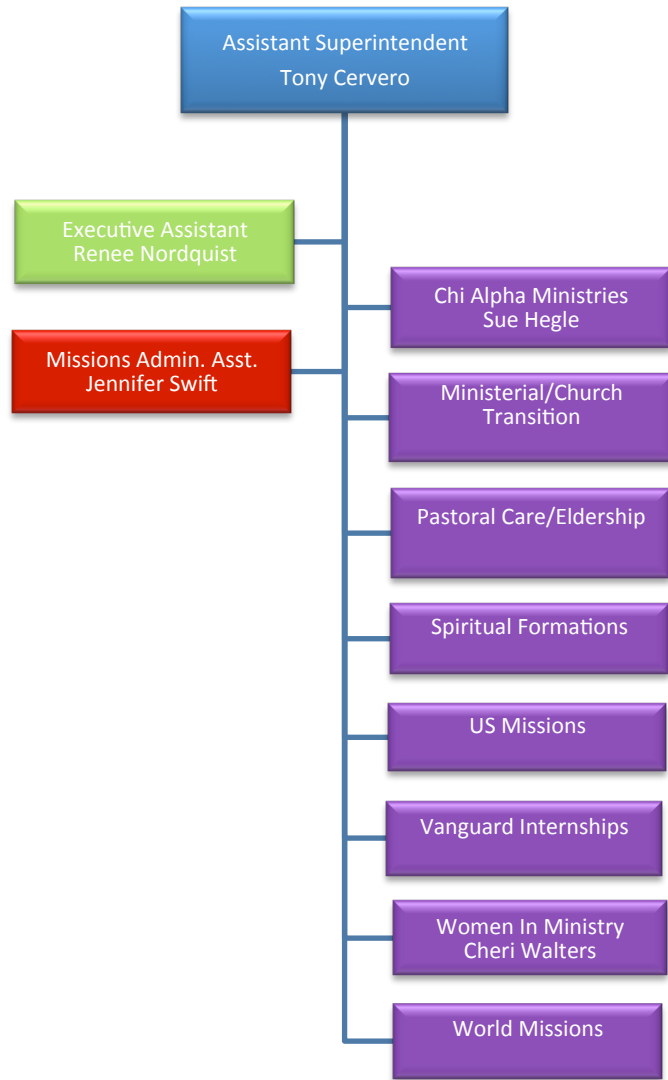 Assistant Superintendent
Tony Cervero
Executive Assistant
Renee Nordquist
Missions Admin. Asst.
Jennifer Swift
Chi Alpha Ministries
Sue Hegle
Ministerial/Church
Transition
Pastoral Care/Eldership
Spiritual Formations
US Missions
Vanguard Internships
Women In Ministry
Cheri Walters
World Missions